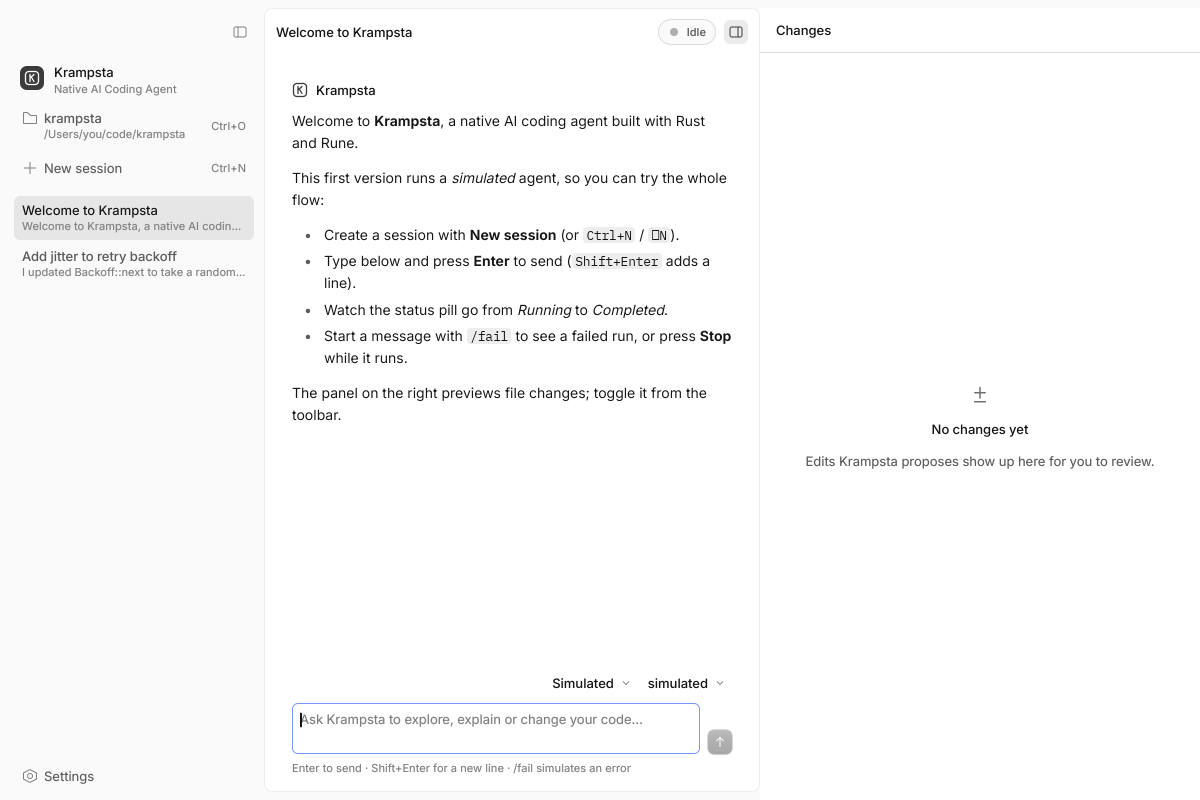 Krampsta
Native AI Coding Agent
krampsta
/Users/you/code/krampsta
Ctrl+O
New session
Ctrl+N
Welcome to Krampsta
Welcome to Krampsta, a native AI codin...
Add jitter to retry backoff
I updated Backoff::next to take a random...
Settings
Welcome to Krampsta
Idle
Krampsta
Welcome to Krampsta, a native AI coding agent built with Rust
and Rune.
This first version runs a simulated agent, so you can try the whole
flow:
• Create a session with New session (or Ctrl+N / □N).
• Type below and press Enter to send (Shift+Enter adds a
line).
• Watch the status pill go from Running to Completed.
• Start a message with /fail to see a failed run, or press Stop
while it runs.
The panel on the right previews file changes; toggle it from the
toolbar.
Simulated
simulated
Ask Krampsta to explore, explain or change your code...
Enter to send · Shift+Enter for a new line · /fail simulates an error
Changes
No changes yet
Edits Krampsta proposes show up here for you to review.